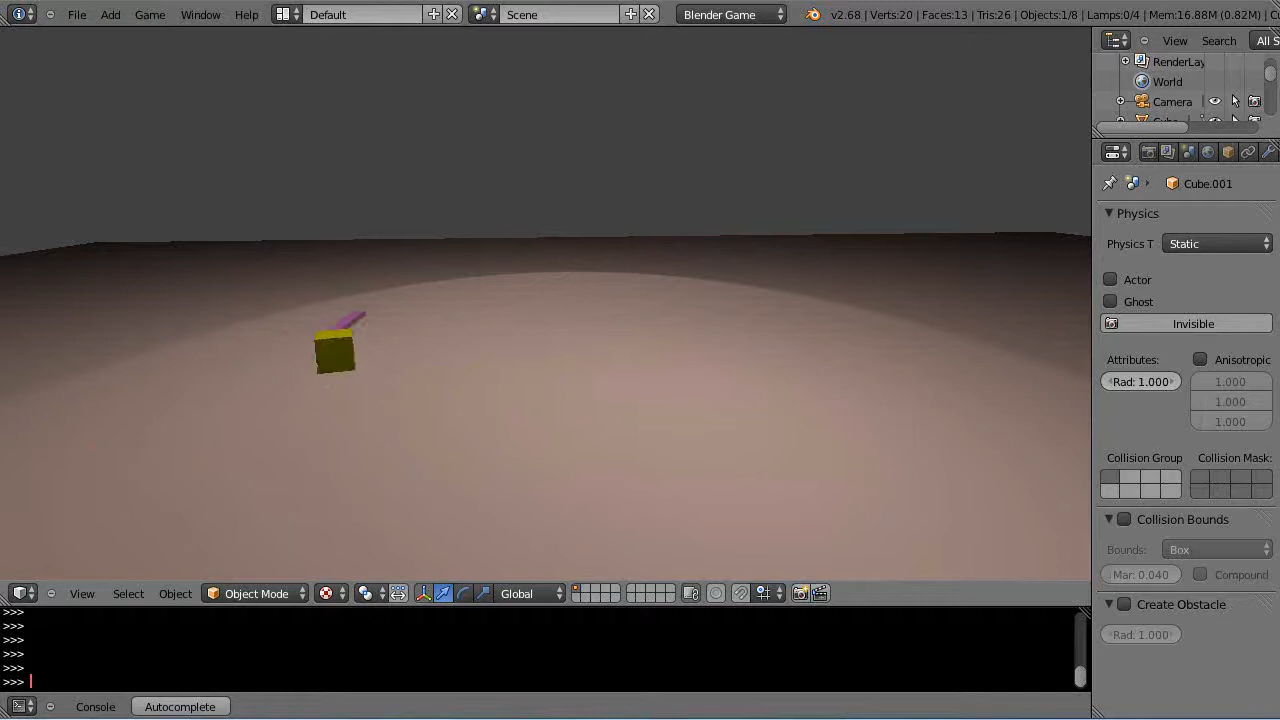 File Add Game Window Help Default Scene Blender Game v2.68 | Verts:20 | Faces:13 | Tris:26 | Objects:1/8 | Lamps:0/4 | Mem:16.88M (0.82M) |
View Search All S
RenderLay
World
Camera
Cube.001
Physics
Physics T Static
Actor
Ghost
Invisible
Attributes: Anisotropic
Rad: 1.000 1.000
1.000
1.000
Collision Group Collision Mask:
Collision Bounds
Bounds: Box
Mar: 0.040 Compound
Create Obstacle
Rad: 1.000
View Select Object Object Mode Global
>>>
>>>
>>>
>>>
>>>
>>>
Console Autocomplete